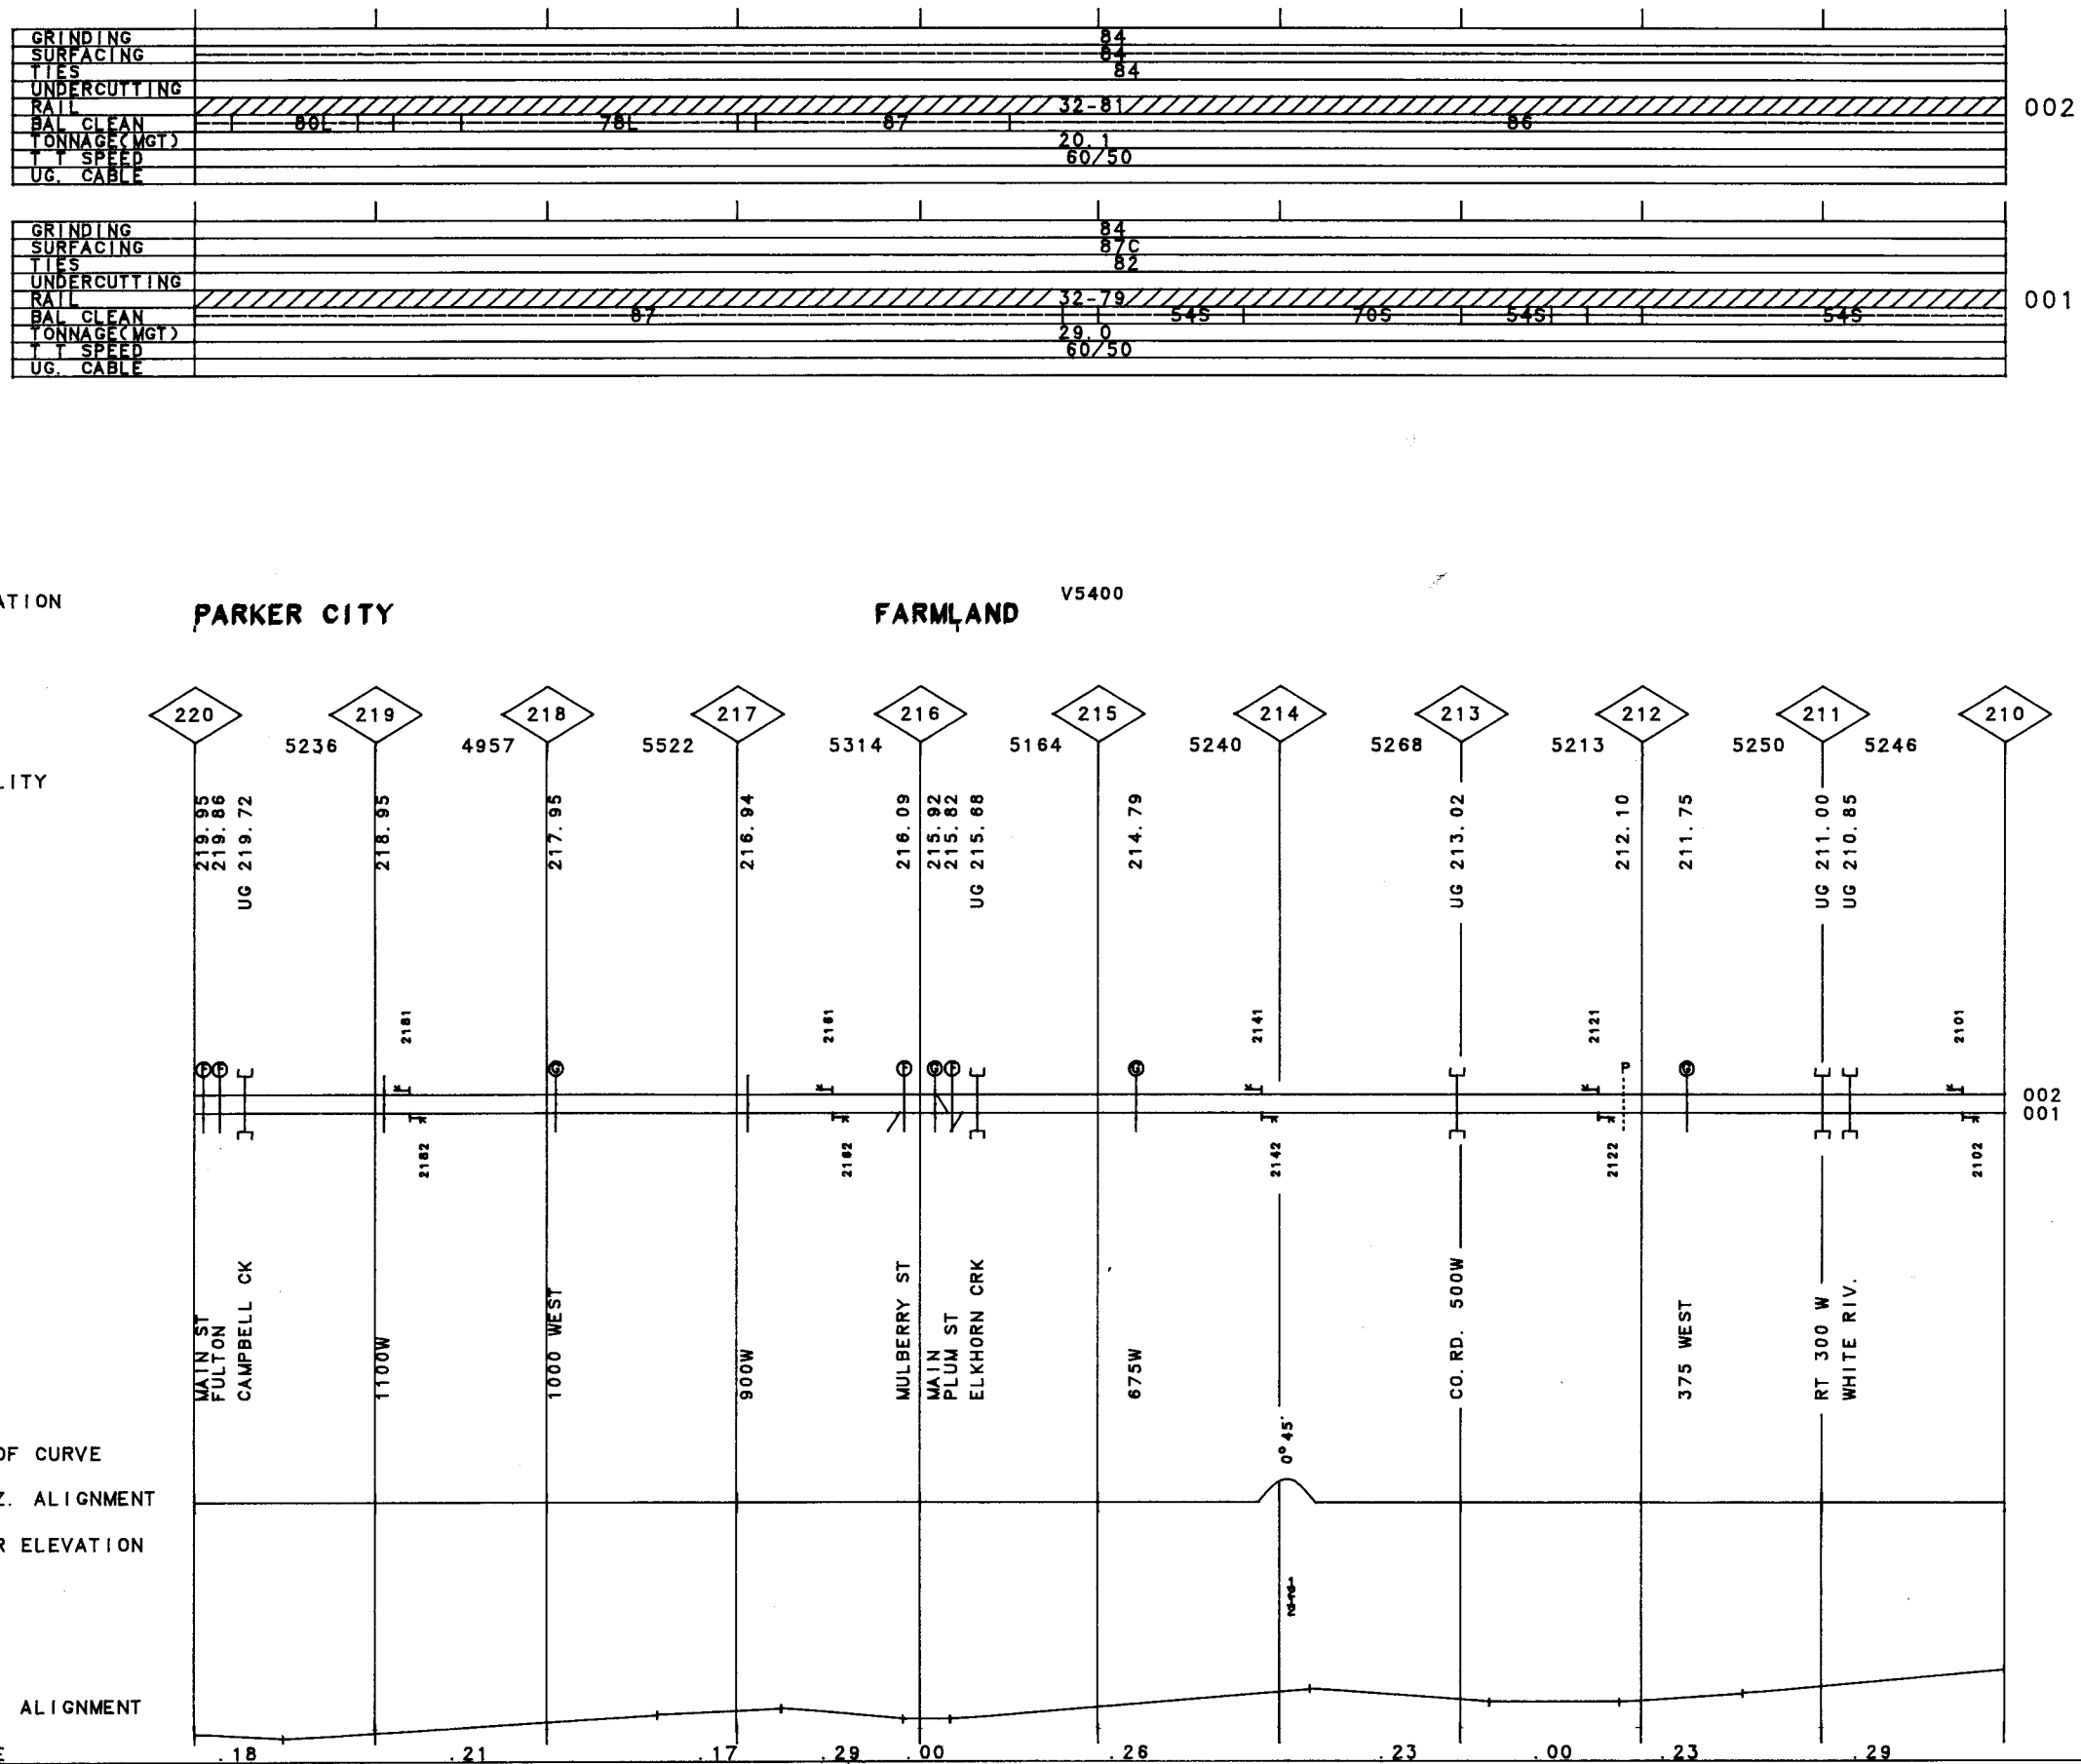 GRINDING 84
SURFACING 84
TIES 84
UNDERCUTTING
RAIL 32-81 002
BAL CLEAN 80L 78L 87 86
TONNAGE(MGT) 20.1
T T SPEED 60/50
UG. CABLE
GRINDING 84
SURFACING 87C
TIES 82
UNDERCUTTING
RAIL 32-79 001
BAL CLEAN 87 54S 70S 54S 54S
TONNAGE(MGT) 29.0
T T SPEED 60/50
UG. CABLE
V5400
ATION PARKER CITY FARMLAND
220 219 218 217 216 215 214 213 212 211 210
5236 4957 5522 5314 5164 5240 5268 5213 5250 5246
LITY
219.95
219.86
UG 219.72
218.95
217.95
216.94
216.09
215.92
215.82
UG 215.68
214.79
UG 213.02
212.10
211.75
UG 211.00
UG 210.85
2181 2161 2141 2121 2101
F F G F G F G P G
002
001
2182 2162 2142 2122 2102
MAIN ST
FULTON
CAMPBELL CK
1100W
1000 WEST
900W
MULBERRY ST
MAIN
PLUM ST
ELKHORN CRK
675W
CO.RD. 500W
375 WEST
RT 300 W
WHITE RIV.
OF CURVE 0°45'
Z. ALIGNMENT
R ELEVATION
ALIGNMENT
E .18 .21 .17 .29 .00 .26 .23 .00 .23 .29